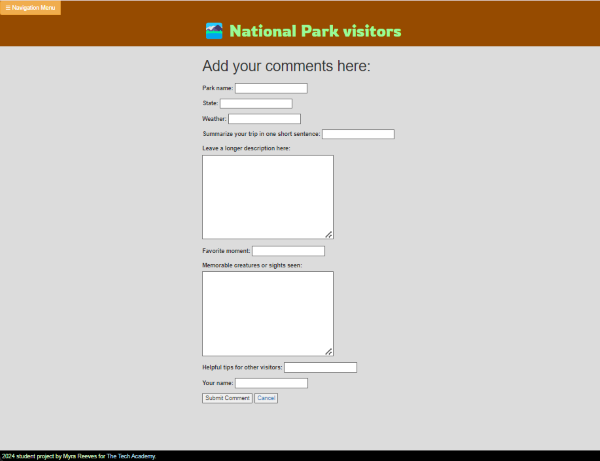 ☰ Navigation Menu
National Park visitors
Add your comments here:
Park name:
State:
Weather:
Summarize your trip in one short sentence:
Leave a longer description here:
Favorite moment:
Memorable creatures or sights seen:
Helpful tips for other visitors:
Your name:
Submit Comment Cancel
2024 student project by Myra Reeves for The Tech Academy.